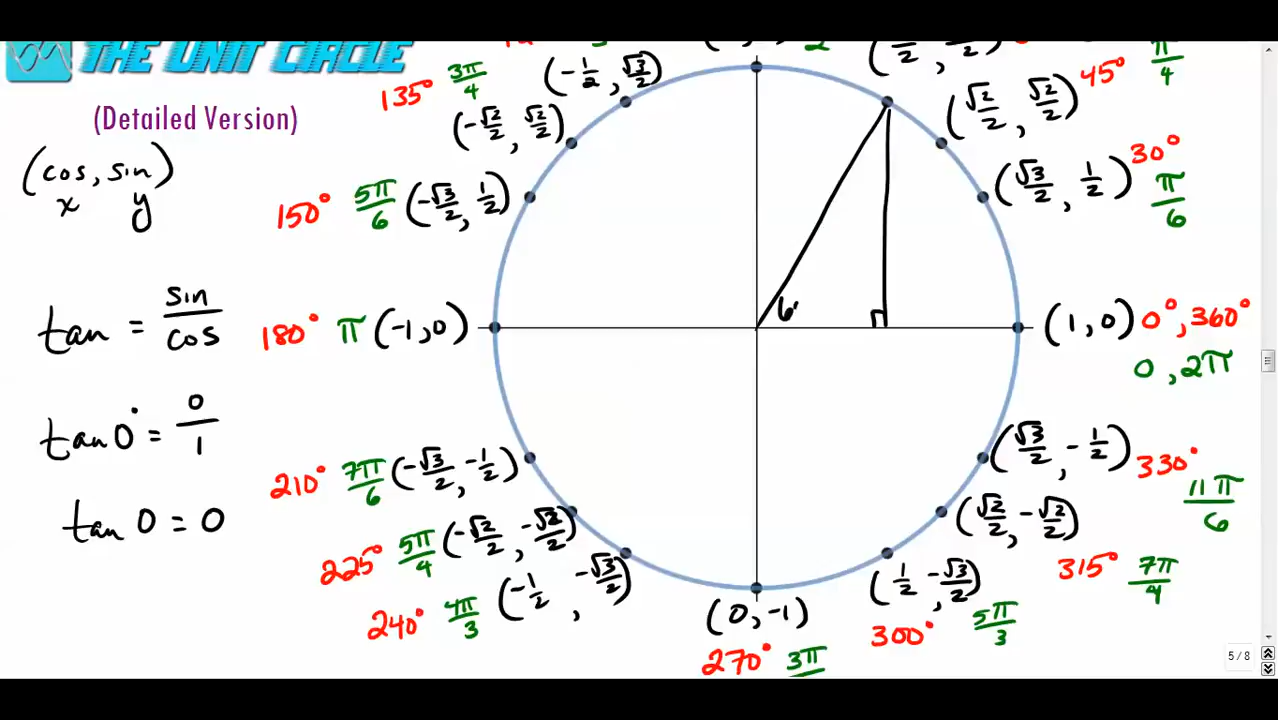 THE UNIT CIRCLE
(Detailed Version)
(cos, sin)
x y
tan = sin/cos
tan 0° = 0/1
tan 0 = 0
135° 3π/4 (-√2/2, √2/2)
(-1/2, √3/2)
150° 5π/6 (-√3/2, 1/2)
180° π (-1, 0)
210° 7π/6 (-√3/2, -1/2)
225° 5π/4 (-√2/2, -√2/2)
240° 4π/3 (-1/2, -√3/2)
(0, -1)
270° 3π
(1/2 -√3/2)
300° 5π/3
(√2/2, -√2/2)
315° 7π/4
(√3/2, -1/2) 330°
11π/6
(1, 0) 0°, 360°
0, 2π
(√3/2, 1/2) 30°
π/6
(√2/2, √2/2) 45°
π/4
6
5/8